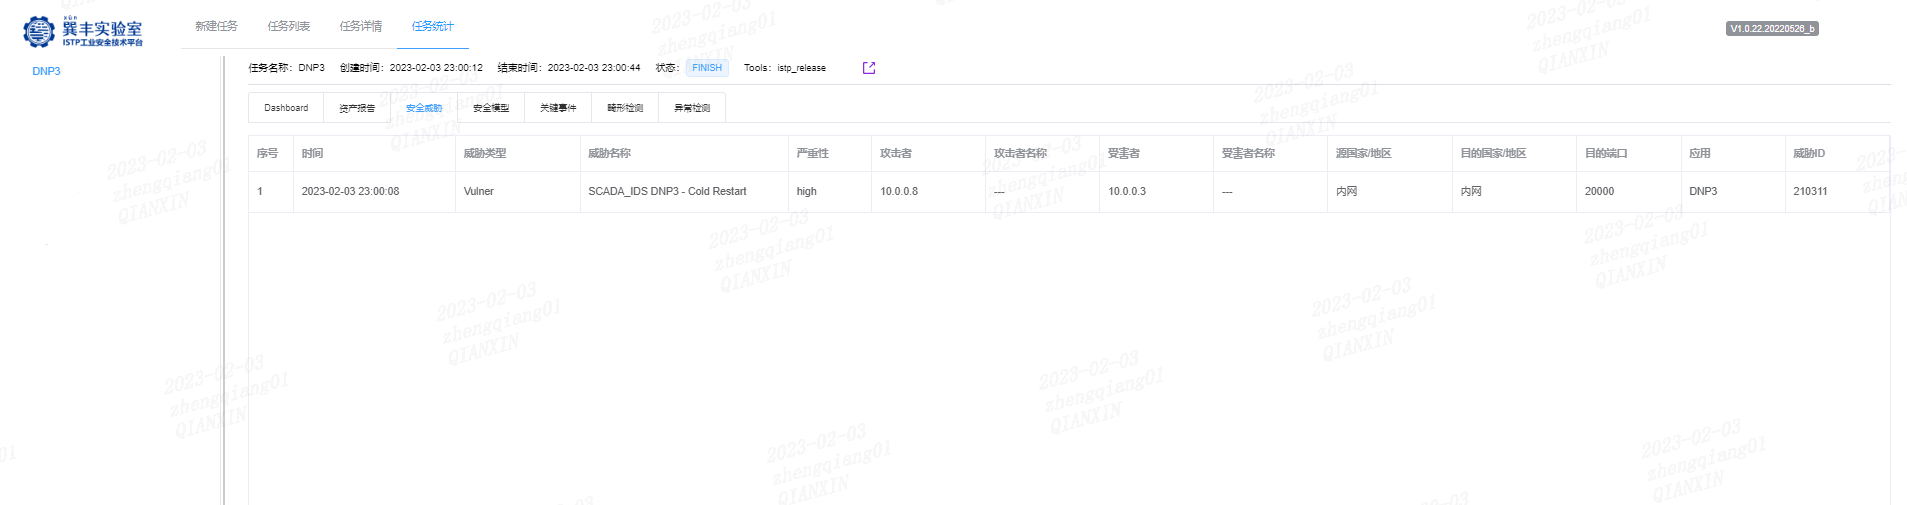 xùn
巽丰实验室
ISTP工业安全技术平台
新建任务 任务列表 任务详情 任务统计
V1.0.22.20220526_b
DNP3
任务名称：DNP3 创建时间：2023-02-03 23:00:12 结束时间：2023-02-03 23:00:44 状态：FINISH Tools：istp_release
Dashboard 资产报告 安全威胁 安全模型 关键事件 畸形检测 异常检测
序号 时间 威胁类型 威胁名称 严重性 攻击者 攻击者名称 受害者 受害者名称 源国家/地区 目的国家/地区 目的端口 应用 威胁ID
1 2023-02-03 23:00:08 Vulner SCADA_IDS DNP3 - Cold Restart high 10.0.0.8 --- 10.0.0.3 --- 内网 内网 20000 DNP3 210311
2023-02-03
zhengqiang01
QIANXIN